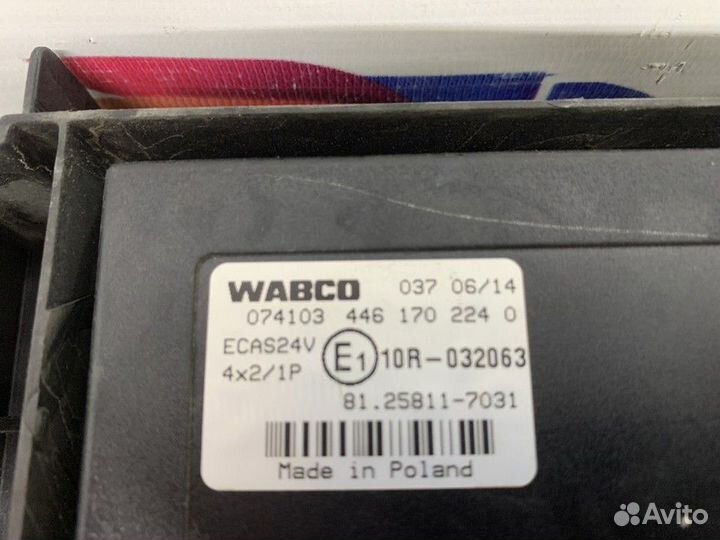 WABCO 037 06/14
074103 446 170 224 0
ECAS24V
4x2/1P
E1 10R-032063
81.25811-7031
Made in Poland
Avito